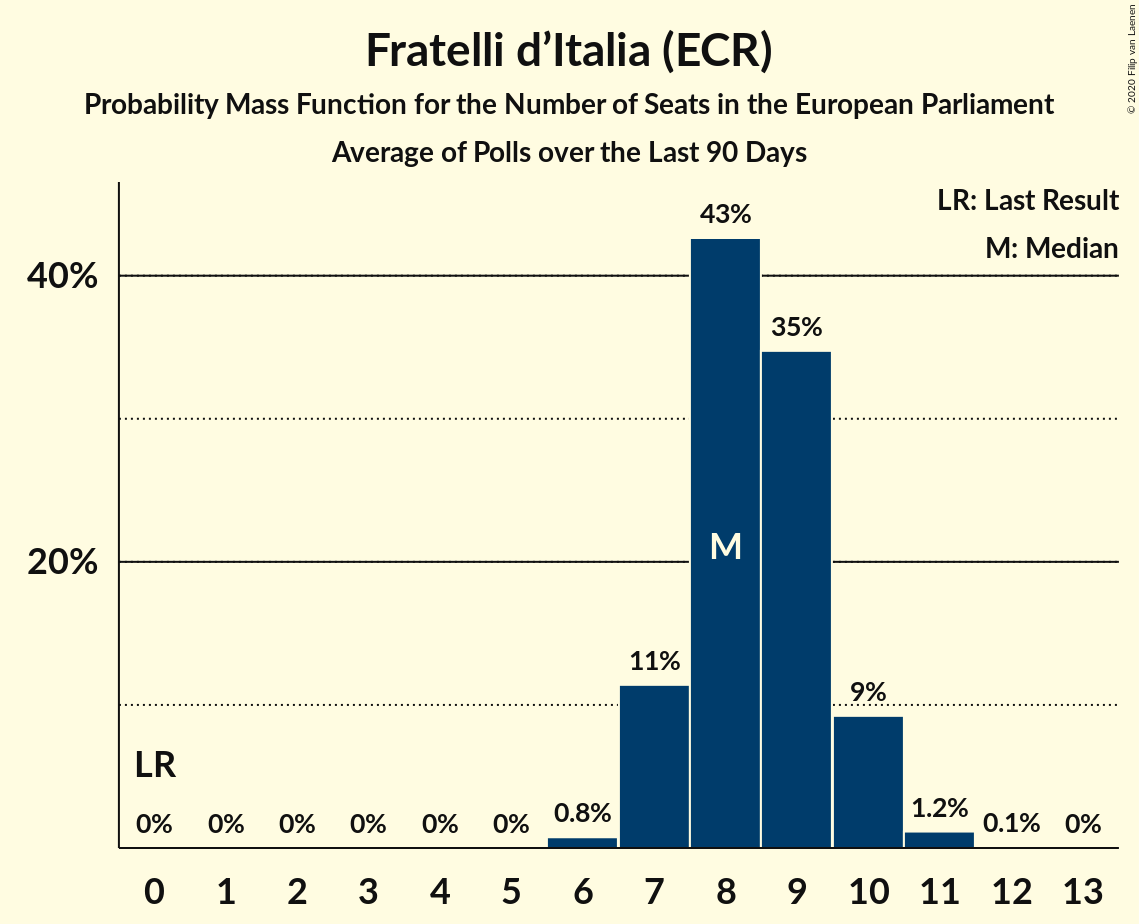 Fratelli d’Italia (ECR)
Probability Mass Function for the Number of Seats in the European Parliament
Average of Polls over the Last 90 Days
© 2020 Filip van Laenen
LR: Last Result
M: Median
43%
40%
35%
M
20%
11%
9%
LR
0% 0% 0% 0% 0% 0% 0.8% 1.2% 0.1% 0%
0 1 2 3 4 5 6 7 8 9 10 11 12 13